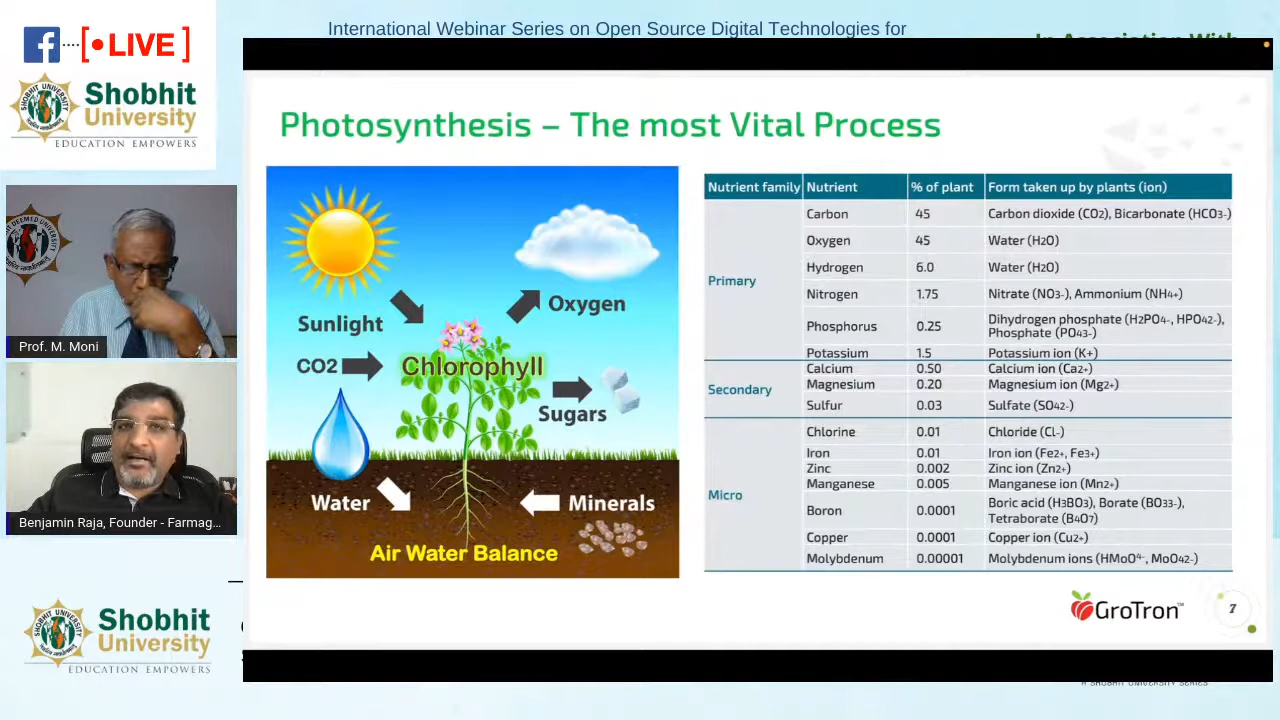 International Webinar Series on Open Source Digital Technologies for
LIVE
Shobhit
University
EDUCATION EMPOWERS
Prof. M. Moni
Benjamin Raja, Founder - Farmag...
Shobhit
University
EDUCATION EMPOWERS
Photosynthesis – The most Vital Process
Sunlight
Oxygen
CO2
Chlorophyll
Sugars
Water
Minerals
Air Water Balance
Nutrient family Nutrient % of plant Form taken up by plants (ion)
Primary
Carbon 45 Carbon dioxide (CO2), Bicarbonate (HCO3-)
Oxygen 45 Water (H2O)
Hydrogen 6.0 Water (H2O)
Nitrogen 1.75 Nitrate (NO3-), Ammonium (NH4+)
Phosphorus 0.25 Dihydrogen phosphate (H2PO4-, HPO42-),
Phosphate (PO43-)
Potassium 1.5 Potassium ion (K+)
Secondary
Calcium 0.50 Calcium ion (Ca2+)
Magnesium 0.20 Magnesium ion (Mg2+)
Sulfur 0.03 Sulfate (SO42-)
Micro
Chlorine 0.01 Chloride (Cl-)
Iron 0.01 Iron ion (Fe2+, Fe3+)
Zinc 0.002 Zinc ion (Zn2+)
Manganese 0.005 Manganese ion (Mn2+)
Boron 0.0001 Boric acid (H3BO3), Borate (BO33-),
Tetraborate (B4O7)
Copper 0.0001 Copper ion (Cu2+)
Molybdenum 0.00001 Molybdenum ions (HMoO4-, MoO42-)
GroTron™
7